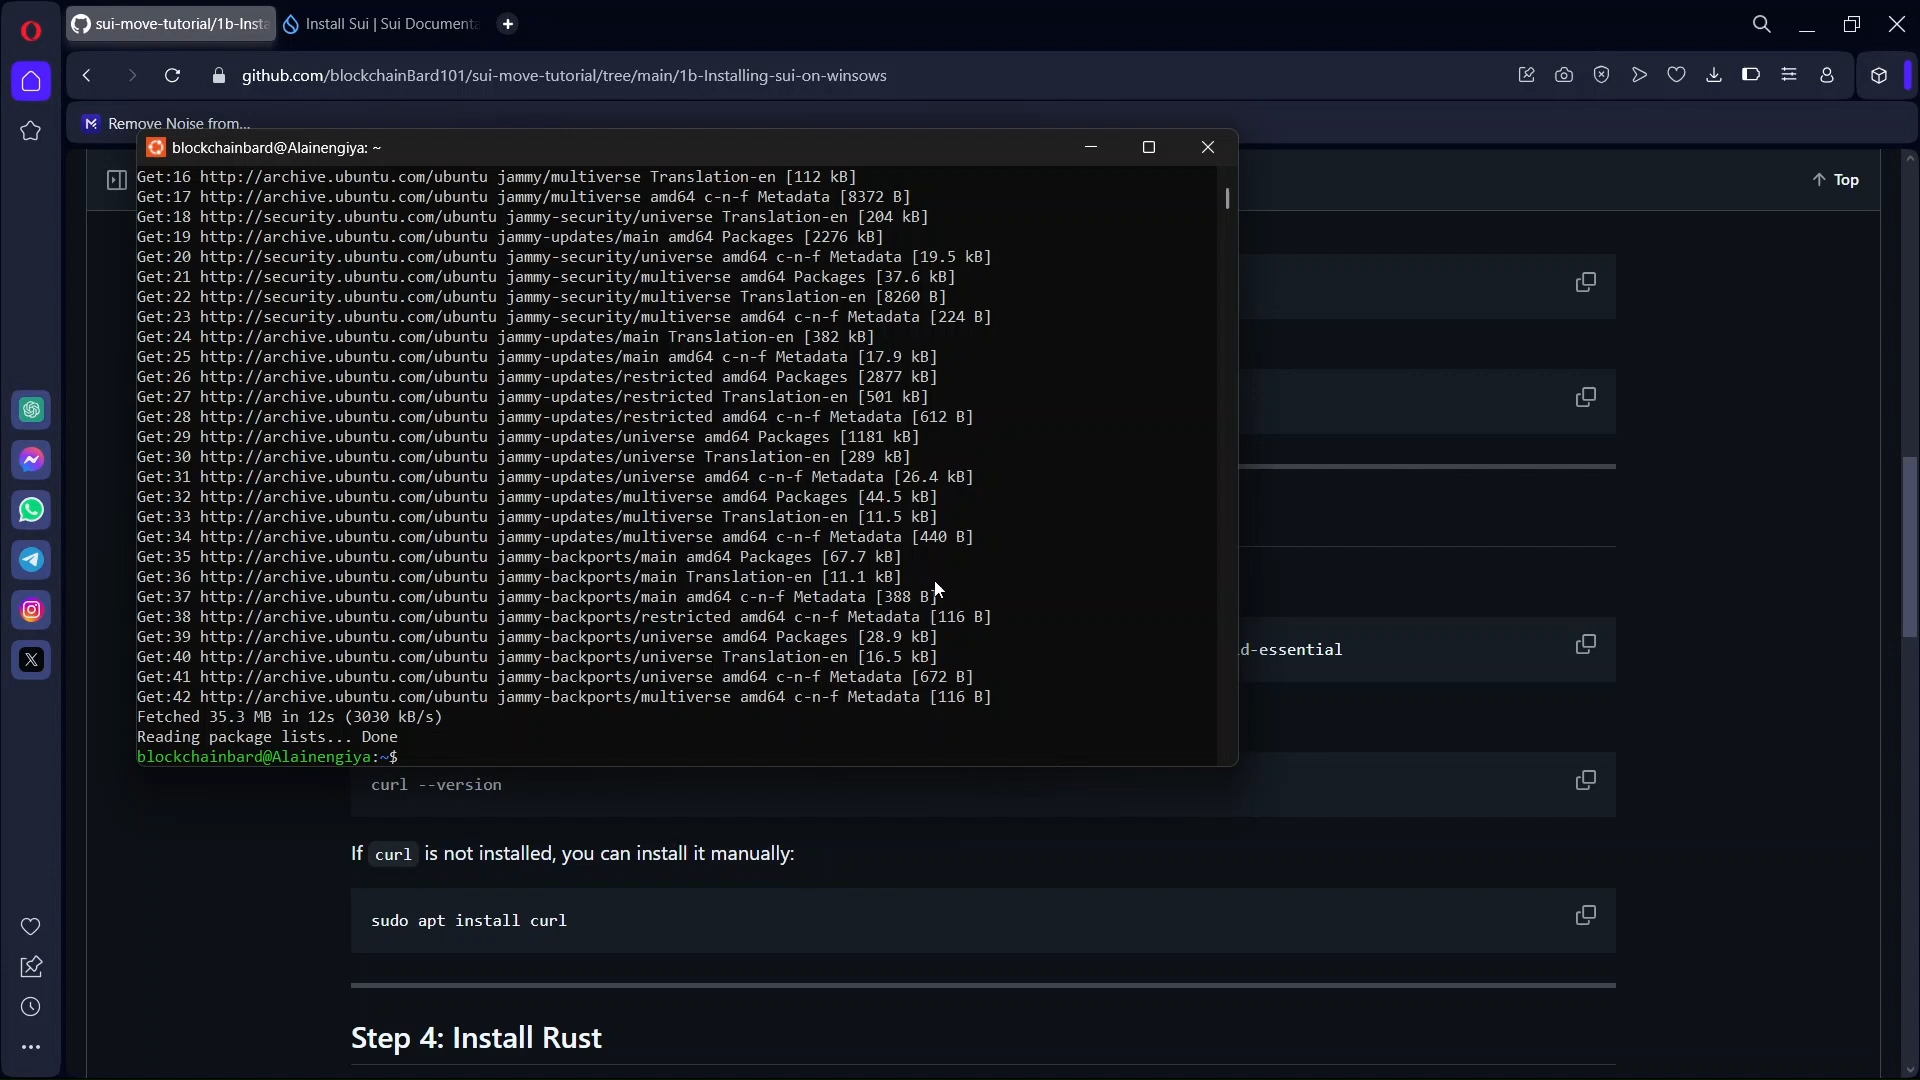 sui-move-tutorial/1b-Insta
Install Sui | Sui Documenta
github.com/blockchainBard101/sui-move-tutorial/tree/main/1b-Installing-sui-on-winsows
Remove Noise from...
blockchainbard@Alainengiya: ~
Top
Get:16 http://archive.ubuntu.com/ubuntu jammy/multiverse Translation-en [112 kB]
Get:17 http://archive.ubuntu.com/ubuntu jammy/multiverse amd64 c-n-f Metadata [8372 B]
Get:18 http://security.ubuntu.com/ubuntu jammy-security/universe Translation-en [204 kB]
Get:19 http://archive.ubuntu.com/ubuntu jammy-updates/main amd64 Packages [2276 kB]
Get:20 http://security.ubuntu.com/ubuntu jammy-security/universe amd64 c-n-f Metadata [19.5 kB]
Get:21 http://security.ubuntu.com/ubuntu jammy-security/multiverse amd64 Packages [37.6 kB]
Get:22 http://security.ubuntu.com/ubuntu jammy-security/multiverse Translation-en [8260 B]
Get:23 http://security.ubuntu.com/ubuntu jammy-security/multiverse amd64 c-n-f Metadata [224 B]
Get:24 http://archive.ubuntu.com/ubuntu jammy-updates/main Translation-en [382 kB]
Get:25 http://archive.ubuntu.com/ubuntu jammy-updates/main amd64 c-n-f Metadata [17.9 kB]
Get:26 http://archive.ubuntu.com/ubuntu jammy-updates/restricted amd64 Packages [2877 kB]
Get:27 http://archive.ubuntu.com/ubuntu jammy-updates/restricted Translation-en [501 kB]
Get:28 http://archive.ubuntu.com/ubuntu jammy-updates/restricted amd64 c-n-f Metadata [612 B]
Get:29 http://archive.ubuntu.com/ubuntu jammy-updates/universe amd64 Packages [1181 kB]
Get:30 http://archive.ubuntu.com/ubuntu jammy-updates/universe Translation-en [289 kB]
Get:31 http://archive.ubuntu.com/ubuntu jammy-updates/universe amd64 c-n-f Metadata [26.4 kB]
Get:32 http://archive.ubuntu.com/ubuntu jammy-updates/multiverse amd64 Packages [44.5 kB]
Get:33 http://archive.ubuntu.com/ubuntu jammy-updates/multiverse Translation-en [11.5 kB]
Get:34 http://archive.ubuntu.com/ubuntu jammy-updates/multiverse amd64 c-n-f Metadata [440 B]
Get:35 http://archive.ubuntu.com/ubuntu jammy-backports/main amd64 Packages [67.7 kB]
Get:36 http://archive.ubuntu.com/ubuntu jammy-backports/main Translation-en [11.1 kB]
Get:37 http://archive.ubuntu.com/ubuntu jammy-backports/main amd64 c-n-f Metadata [388 B]
Get:38 http://archive.ubuntu.com/ubuntu jammy-backports/restricted amd64 c-n-f Metadata [116 B]
Get:39 http://archive.ubuntu.com/ubuntu jammy-backports/universe amd64 Packages [28.9 kB]
Get:40 http://archive.ubuntu.com/ubuntu jammy-backports/universe Translation-en [16.5 kB]
Get:41 http://archive.ubuntu.com/ubuntu jammy-backports/universe amd64 c-n-f Metadata [672 B]
Get:42 http://archive.ubuntu.com/ubuntu jammy-backports/multiverse amd64 c-n-f Metadata [116 B]
Fetched 35.3 MB in 12s (3030 kB/s)
Reading package lists... Done
blockchainbard@Alainengiya:~$
d-essential
curl --version
If curl is not installed, you can install it manually:
sudo apt install curl
Step 4: Install Rust